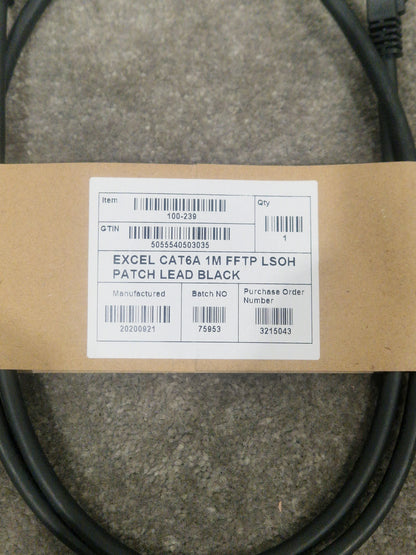 Item
100-239
Qty
1
GTIN
5055540503035
EXCEL CAT6A 1M FFTP LSOH
PATCH LEAD BLACK
Manufactured
20200921
Batch NO
75953
Purchase Order
Number
3215043